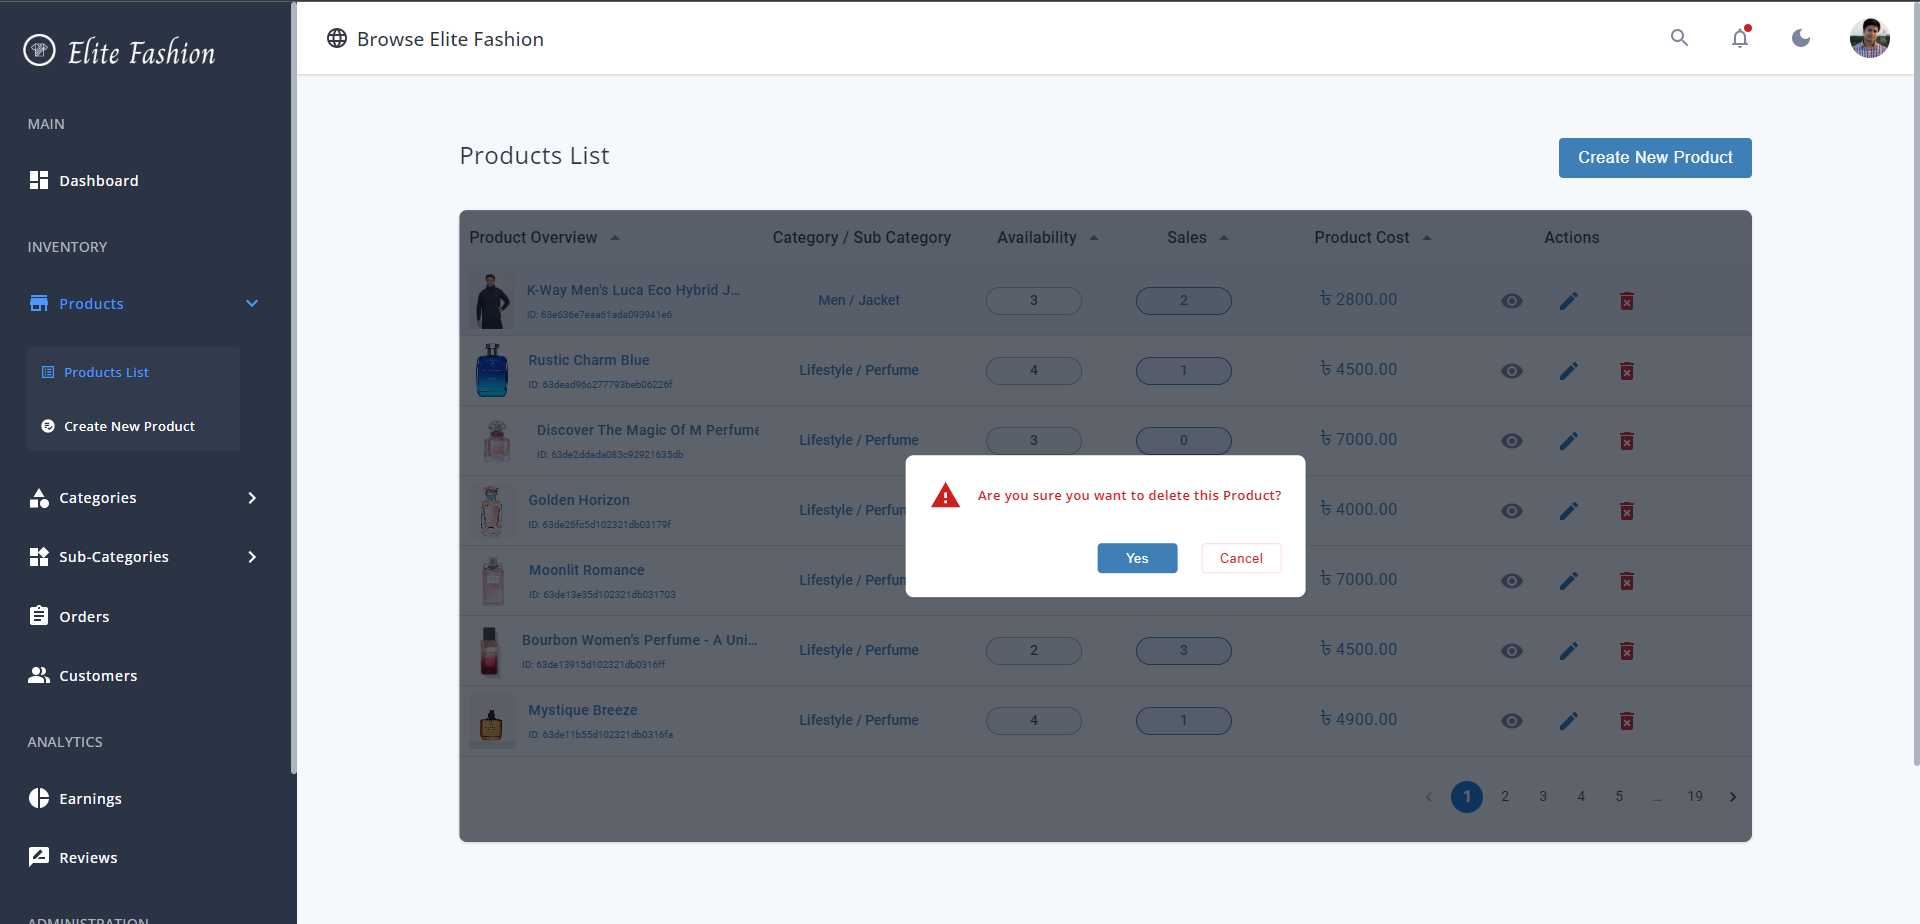 Elite Fashion
Browse Elite Fashion
MAIN
Dashboard
INVENTORY
Products
Products List
Create New Product
Categories
Sub-Categories
Orders
Customers
ANALYTICS
Earnings
Reviews
ADMINISTRATION
Products List
Create New Product
Product Overview Category / Sub Category Availability Sales Product Cost Actions
K-Way Men's Luca Eco Hybrid J...
ID: 63e636e7eaa61ada093941e6
Men / Jacket 3 2 ৳ 2800.00
Rustic Charm Blue
ID: 63dead96c277793beb06226f
Lifestyle / Perfume 4 1 ৳ 4500.00
Discover The Magic Of M Perfume
ID: 63de2ddada083c92921635db
Lifestyle / Perfume 3 0 ৳ 7000.00
Golden Horizon
ID: 63de26fc5d102321db03179f
Lifestyle / Perfum ৳ 4000.00
Moonlit Romance
ID: 63de13e35d102321db031703
Lifestyle / Perfum ৳ 7000.00
Bourbon Women's Perfume - A Uni...
ID: 63de13915d102321db0316ff
Lifestyle / Perfume 2 3 ৳ 4500.00
Mystique Breeze
ID: 63de11b55d102321db0316fa
Lifestyle / Perfume 4 1 ৳ 4900.00
Are you sure you want to delete this Product?
Yes Cancel
1 2 3 4 5 ... 19